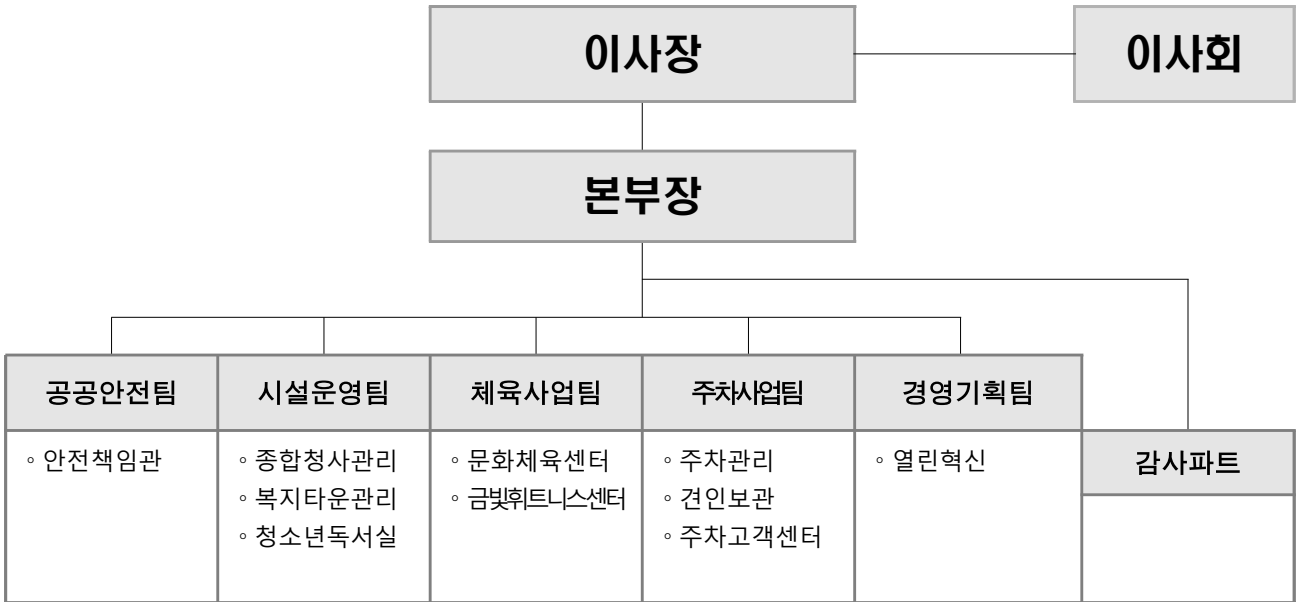 이사장
이사회
본부장
공공안전팀
◦ 안전책임관
시설운영팀
◦ 종합청사관리
◦ 복지타운관리
◦ 청소년독서실
체육사업팀
◦ 문화체육센터
◦ 금빛휘트니스센터
주차사업팀
◦ 주차관리
◦ 견인보관
◦ 주차고객센터
경영기획팀
◦ 열린혁신
감사파트